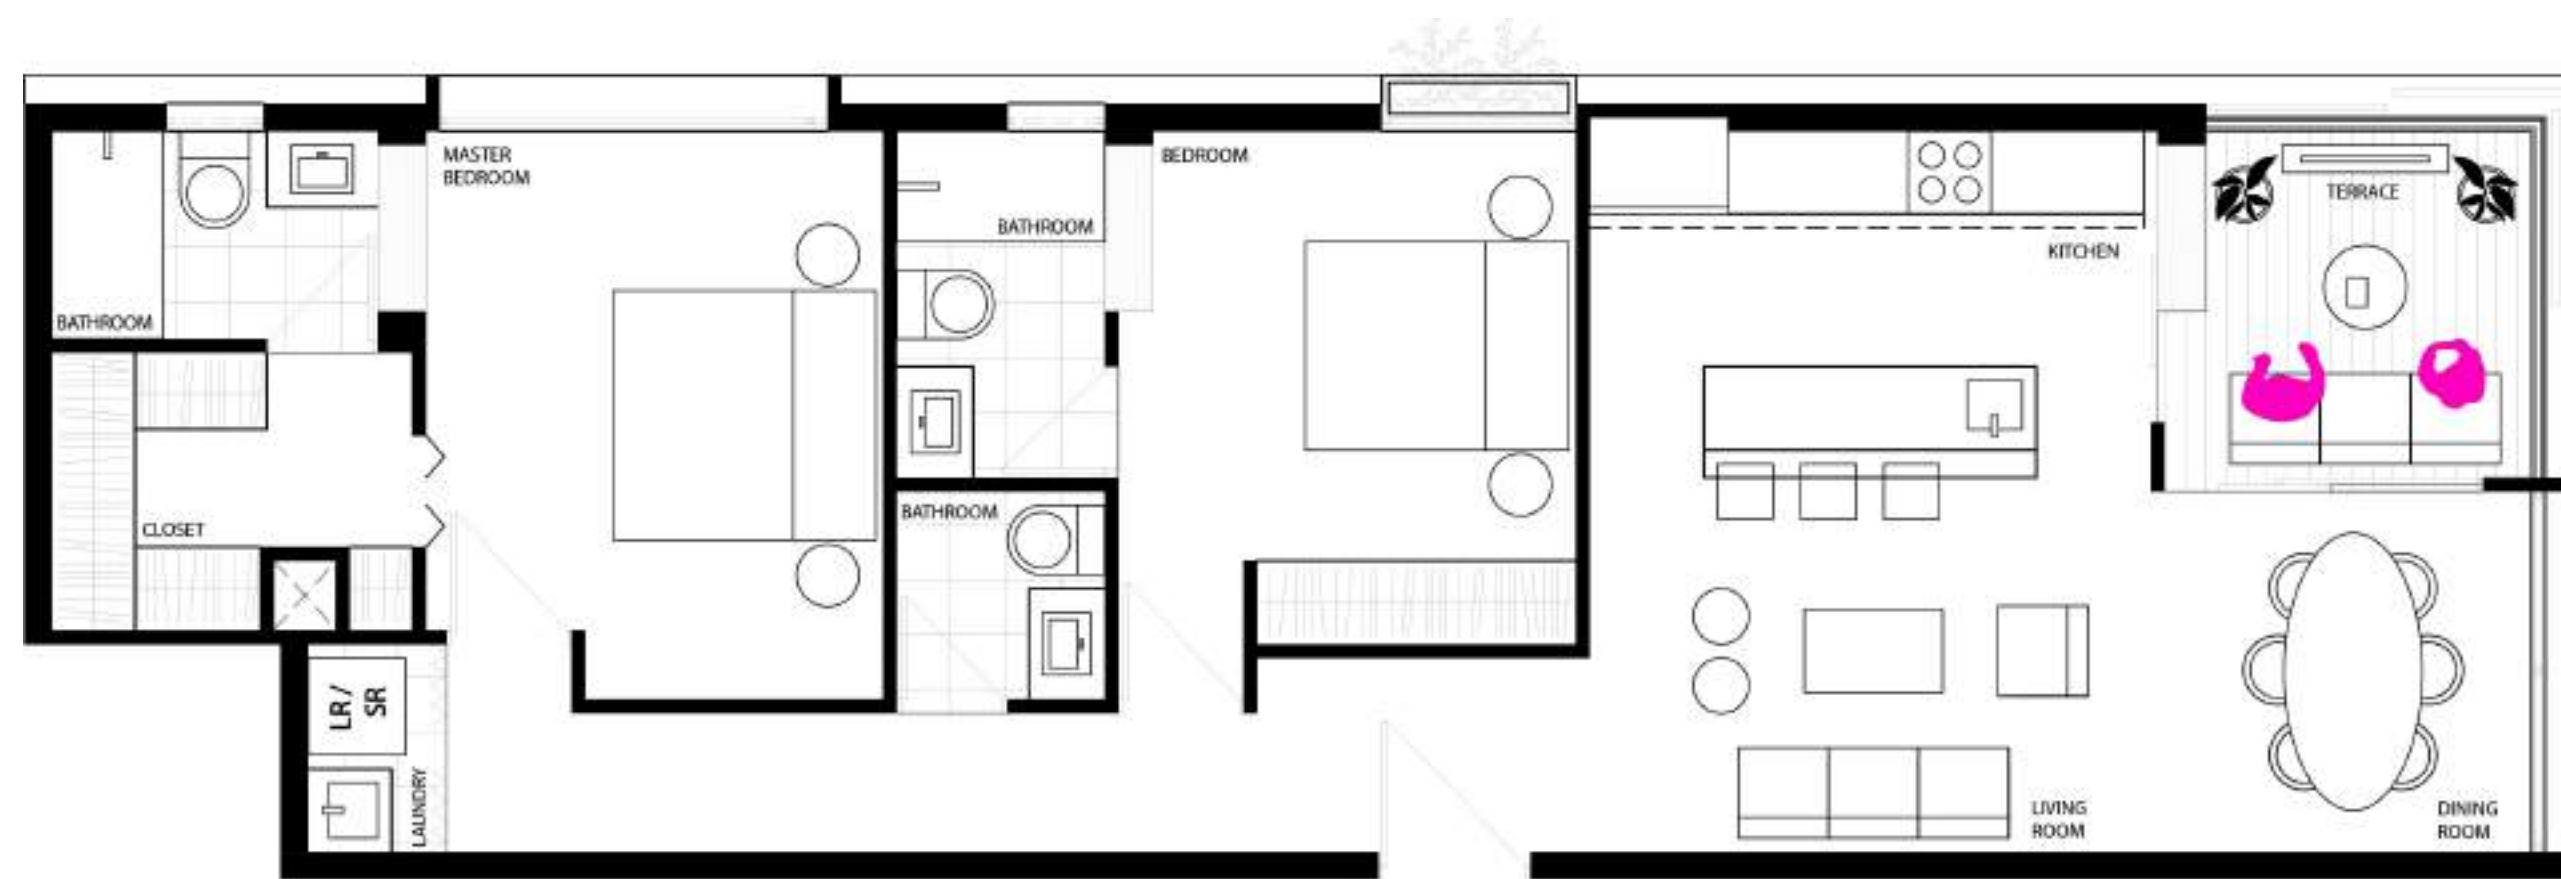 MASTER
BEDROOM
BATHROOM
CLOSET
LR /
SR
LAUNDRY
BATHROOM
BATHROOM
BEDROOM
KITCHEN
TERRACE
LIVING
ROOM
DINING
ROOM